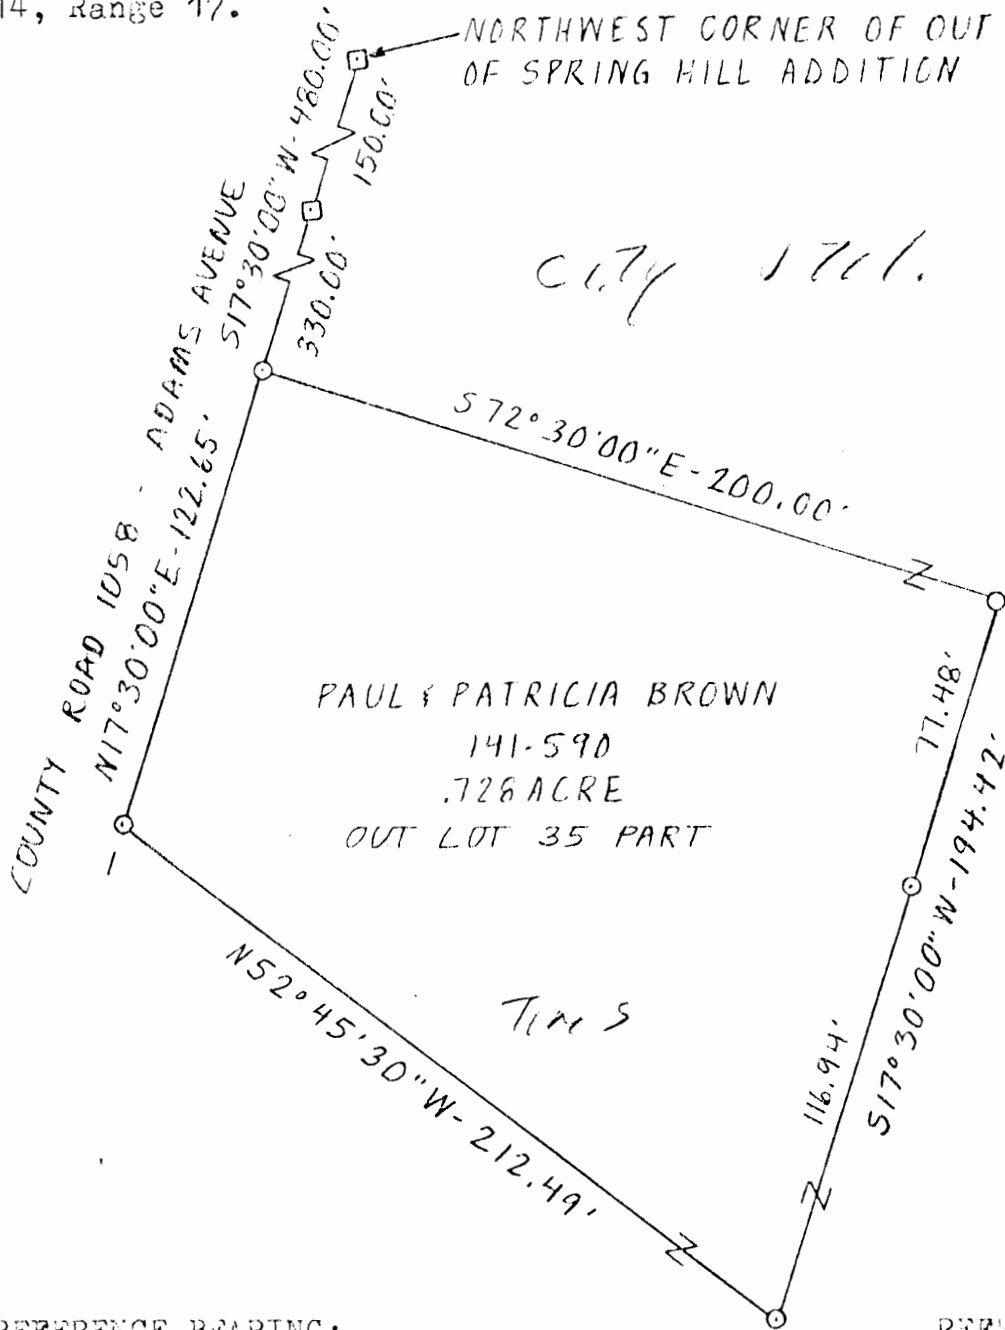 14, Range 17.
NORTHWEST CORNER OF OUT
OF SPRING HILL ADDITION
S17°30'00"W-480.00'
150.00'
330.00'
City
COUNTY ROAD 1058 - ADAMS AVENUE
N17°30'00"E-122.65'
S72°30'00"E-200.00'
PAUL & PATRICIA BROWN
141-590
.728 ACRE
OUT LOT 35 PART
77.48'
S17°30'00"W-194.42'
116.94'
N52°45'30"W-212.49'
REFERENCE BEARING: